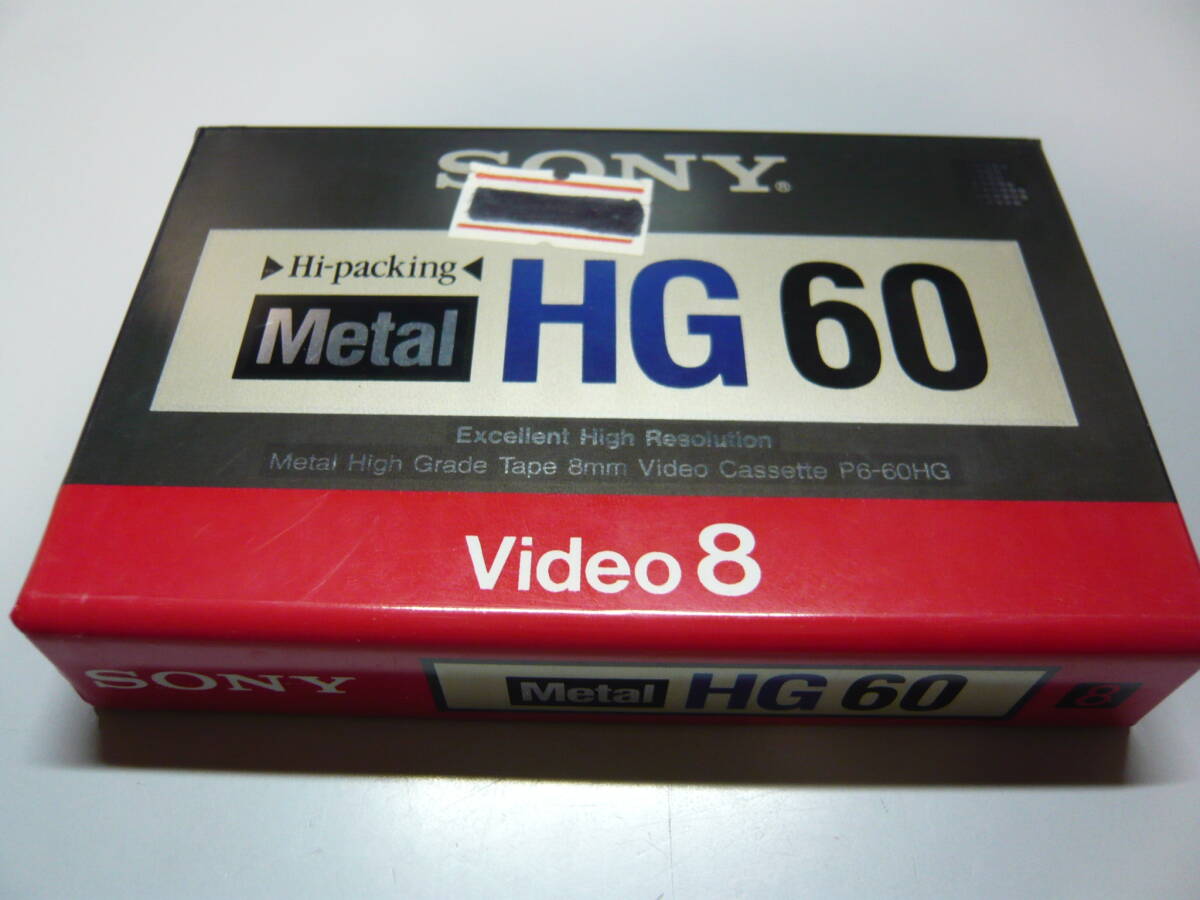 SONY®
▶Hi-packing◀
Metal HG 60
Excellent High Resolution
Metal High Grade Tape 8mm Video Cassette P6-60HG
Video 8
SONY Metal HG 60 8